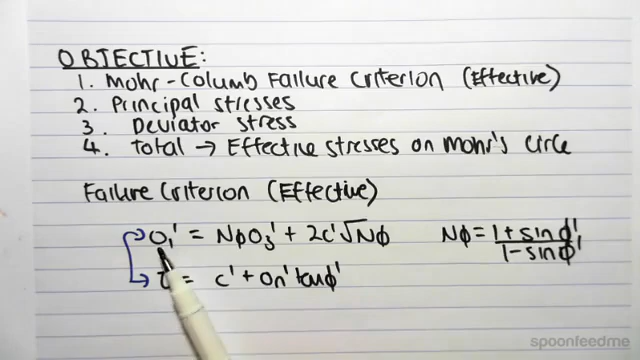 OBJECTIVE:
1. Mohr-Columb Failure Criterion (Effective)
2. Principal stresses
3. Deviator stress
4. Total → Effective stresses on Mohr's Circle
Failure Criterion (Effective)
σ₁' = Nϕσ₃' + 2c'√Nϕ Nϕ = 1 + sinϕ' / 1 - sinϕ'
τ = c' + σn' tanϕ'
spoonfeedme